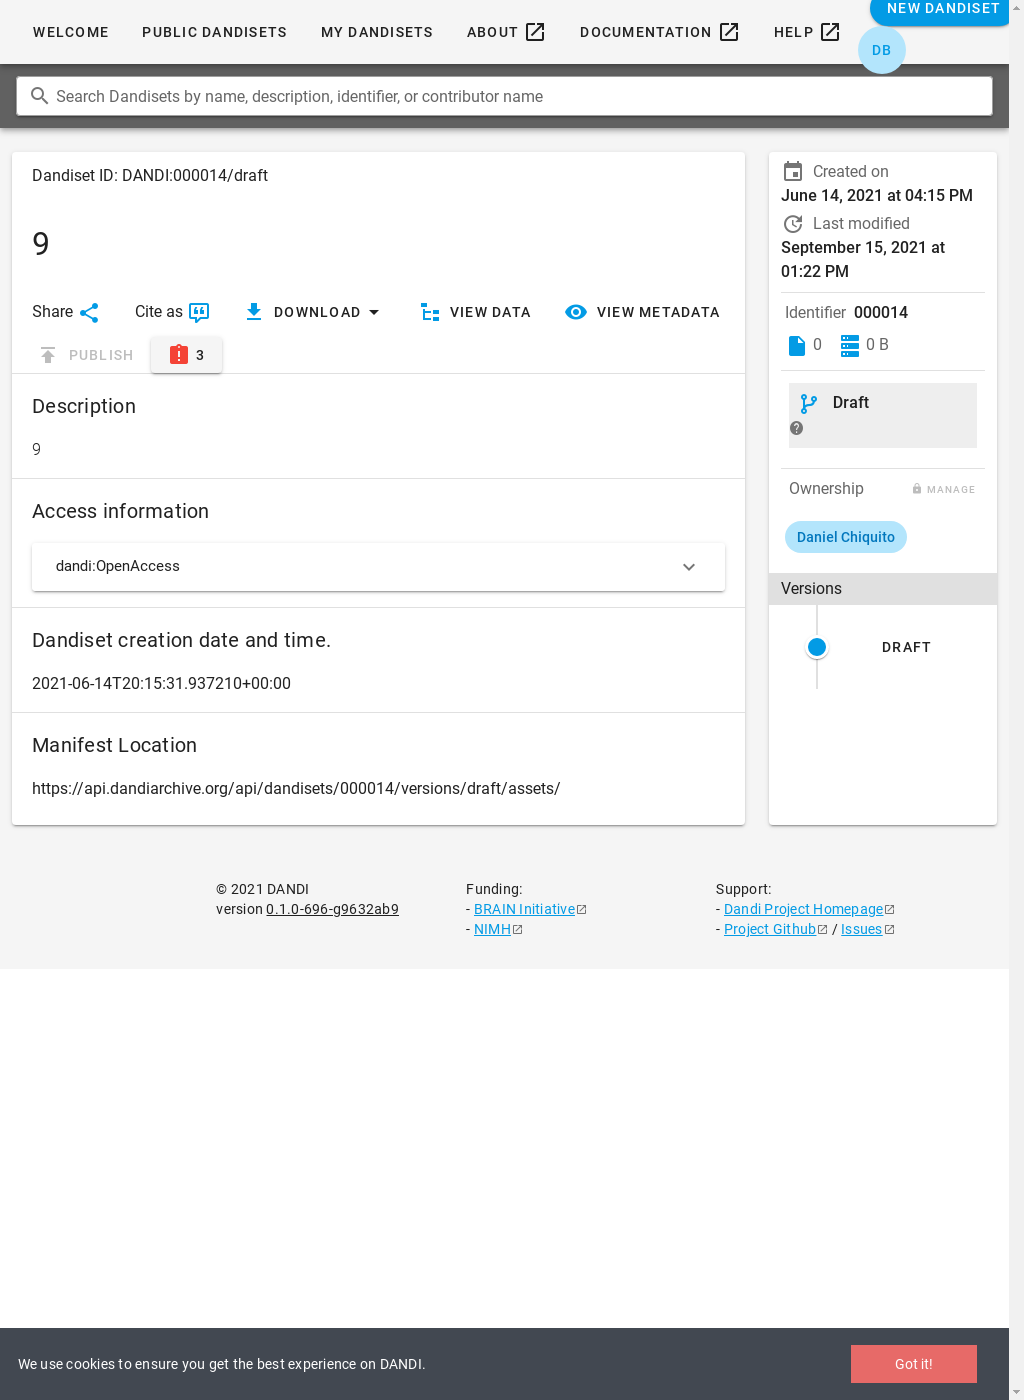 WELCOME
PUBLIC DANDISETS
MY DANDISETS
ABOUT
DOCUMENTATION
HELP
NEW DANDISET
DB
Search Dandisets by name, description, identifier, or contributor name
Dandiset ID: DANDI:000014/draft
9
Share
Cite as
DOWNLOAD
VIEW DATA
VIEW METADATA
PUBLISH
3
Description
9
Access information
dandi:OpenAccess
Dandiset creation date and time.
2021-06-14T20:15:31.937210+00:00
Manifest Location
https://api.dandiarchive.org/api/dandisets/000014/versions/draft/assets/
Created on
June 14, 2021 at 04:15 PM
Last modified
September 15, 2021 at
01:22 PM
Identifier 000014
0
0 B
Draft
Ownership
MANAGE
Daniel Chiquito
Versions
DRAFT
© 2021 DANDI
version 0.1.0-696-g9632ab9
Funding:
- BRAIN Initiative
- NIMH
Support:
- Dandi Project Homepage
- Project Github / Issues
We use cookies to ensure you get the best experience on DANDI.
Got it!